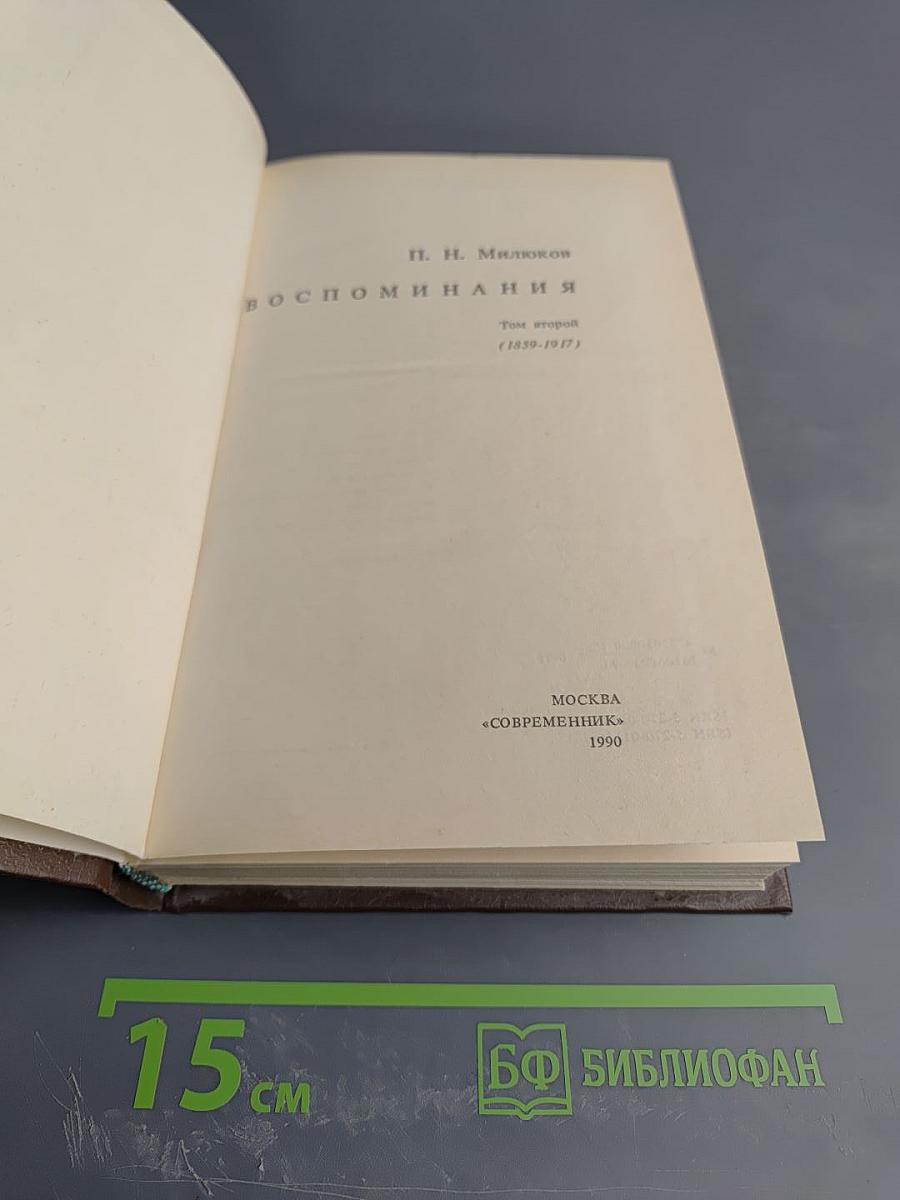 П. Н. Милюков
ВОСПОМИНАНИЯ
Том второй
(1859-1917)
МОСКВА
«СОВРЕМЕННИК»
1990
15 см
БФ БИБЛИОФАН